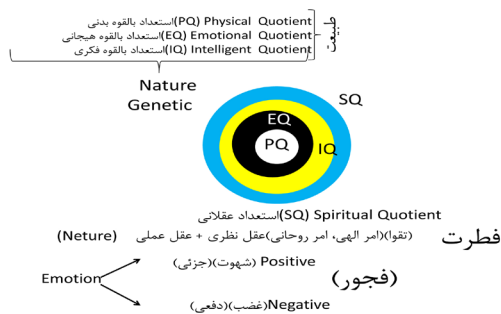 استعداد بالقوه بدنی(PQ) Physical Quotient
استعداد بالقوه هیجانی(EQ) Emotional Quotient
استعداد بالقوه فکری(IQ) Intelligent Quotient
طبیعت
Nature
Genetic
SQ
EQ
PQ
IQ
استعداد عقلانی(SQ) Spiritual Quotient
فطرت (تقوا)(امر الهی، امر روحانی)عقل نظری + عقل عملی (Neture)
(شهوت)(جزئی) Positive
Emotion
(فجور)
(غضب)(دفعی)Negative